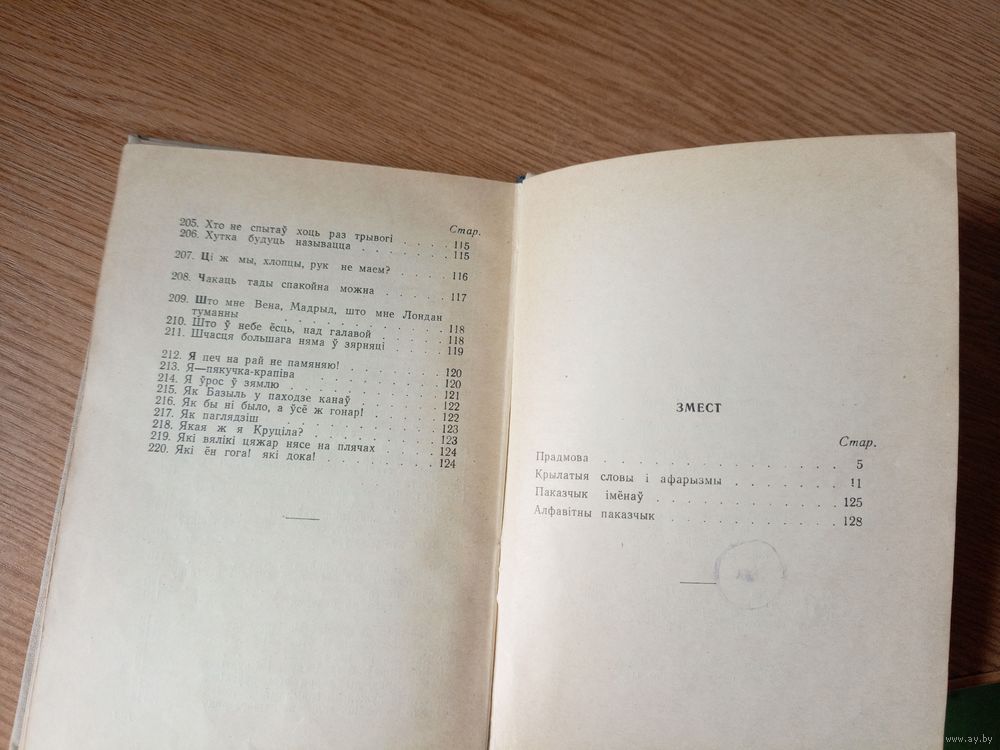 Стар.
205. Хто не спытаў хоць раз трывогі . . . . 115
206. Хутка будуць называцца . . . . . . 115
207. Ці ж мы, хлопцы, рук не маем? . . . . 116
208. Чакаць тады спакойна можна . . . . . 117
209. Што мне Вена, Мадрыд, што мне Лондан
туманны . . . . . . . . . . 118
210. Што ў небе ёсць, над галавой . . . . . 118
211. Шчасця большага няма ў зярняці . . . . 119
212. Я печ на рай не памяняю! . . . . . . 120
213. Я—пякучка-крапіва . . . . . . . . 120
214. Я ўрос ў зямлю . . . . . . . . . 121
215. Як Базыль у паходзе канаў . . . . . . 122
216. Як бы ні было, а ўсё ж гонар! . . . . . 122
217. Як паглядзіш . . . . . . . . . . 123
218. Якая ж я Круціла? . . . . . . . . 123
219. Які вялікі цяжар нясе на плячах . . . . 124
220. Які ён гога! які дока! . . . . . . . 124
ЗМЕСТ
Стар.
Прадмова . . . . . . . . . . . . 5
Крылатыя словы і афарызмы . . . . . . 11
Паказчык імёнаў . . . . . . . . . . 125
Алфавітны паказчык . . . . . . . . . 128
www.ay.by